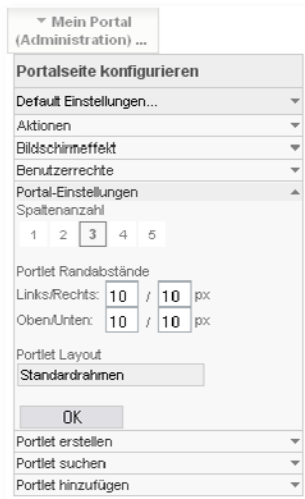 Mein Portal
(Administration) ...
Portalseite konfigurieren
Default Einstellungen...
Aktionen
Bildschirmeffekt
Benutzerrechte
Portal-Einstellungen
Spaltenanzahl
1 2 3 4 5
Portlet Randabstände
Links/Rechts: 10 / 10 px
Oben/Unten: 10 / 10 px
Portlet Layout
Standardrahmen
OK
Portlet erstellen
Portlet suchen
Portlet hinzufügen